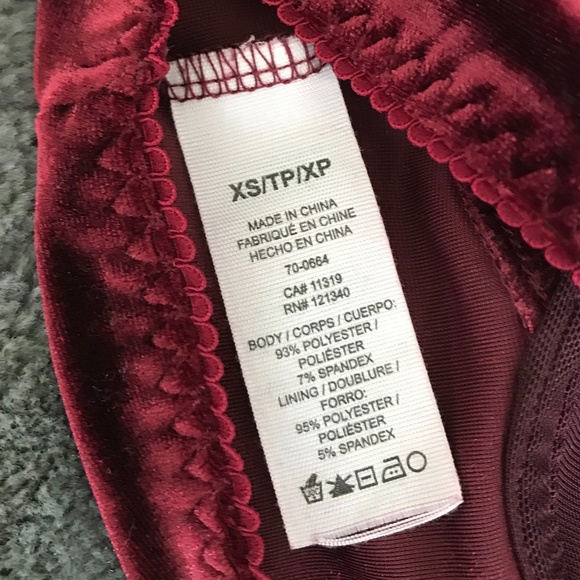 XS/TP/XP
MADE IN CHINA
FABRIQUÉ EN CHINE
HECHO EN CHINA
70-0664
CA# 11319
RN# 121340
BODY / CORPS / CUERPO:
93% POLYESTER /
POLIÉSTER
7% SPANDEX
LINING / DOUBLURE /
FORRO:
95% POLYESTER /
POLIÉSTER
5% SPANDEX